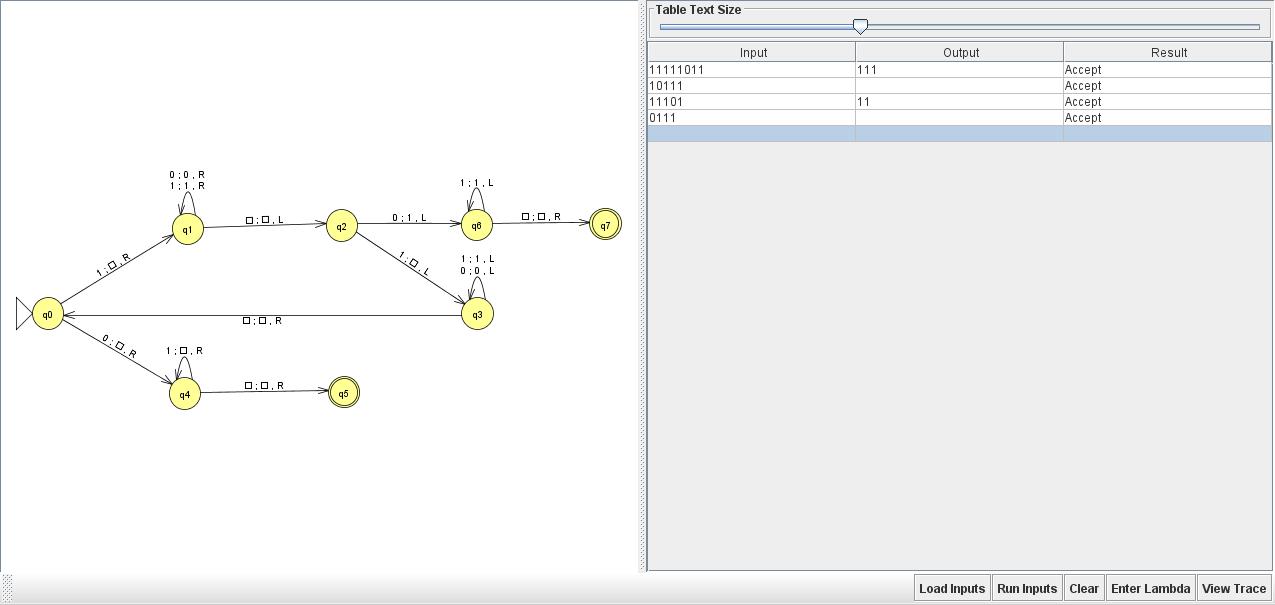 Table Text Size
Input Output Result
11111011 111 Accept
10111 Accept
11101 11 Accept
0111 Accept
0 ; 0 , R
1 ; 1 , R
1 ; 1 , L
q1
□ ; □ , L
q2
0 ; 1 , L
q6
□ ; □ , R
q7
1 ; □ , R
1 ; □ , L
1 ; 1 , L
0 ; 0 , L
q0
□ ; □ , R
q3
0 ; □ , R
1 ; □ , R
q4
□ ; □ , R
q5
Load Inputs Run Inputs Clear Enter Lambda View Trace